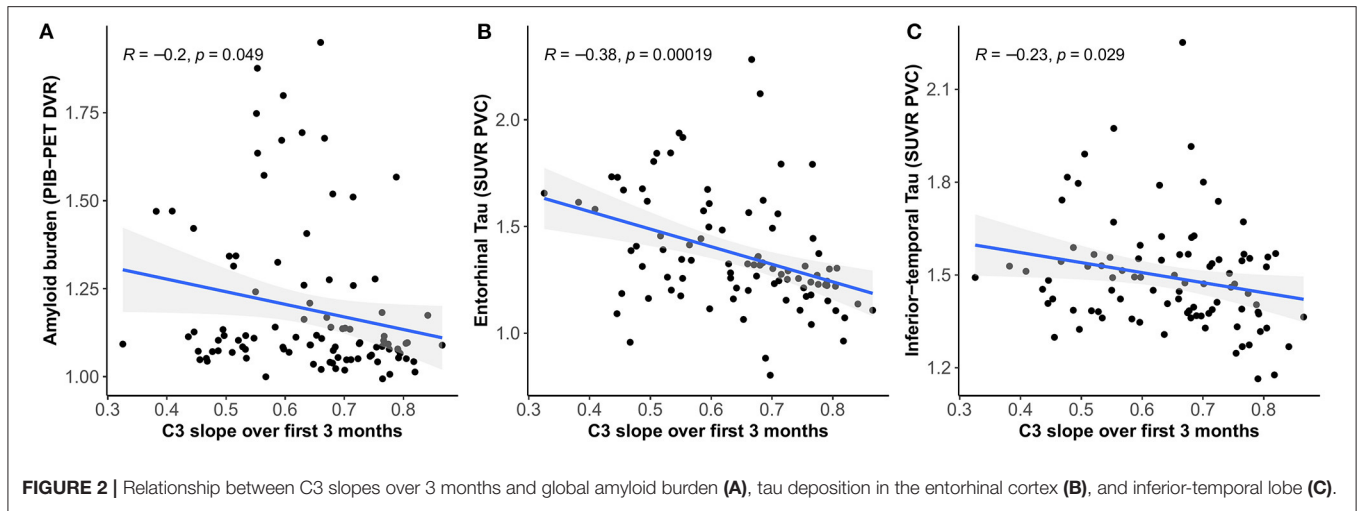 A
R = −0.2, p = 0.049
Amyloid burden (PIB−PET DVR)
1.75
1.50
1.25
1.00
0.3 0.4 0.5 0.6 0.7 0.8
C3 slope over first 3 months
B
R = −0.38, p = 0.00019
Entorhinal Tau (SUVR PVC)
2.0
1.5
1.0
0.3 0.4 0.5 0.6 0.7 0.8
C3 slope over first 3 months
C
R = −0.23, p = 0.029
Inferior−temporal Tau (SUVR PVC)
2.1
1.8
1.5
1.2
0.3 0.4 0.5 0.6 0.7 0.8
C3 slope over first 3 months
FIGURE 2 | Relationship between C3 slopes over 3 months and global amyloid burden (A), tau deposition in the entorhinal cortex (B), and inferior-temporal lobe (C).